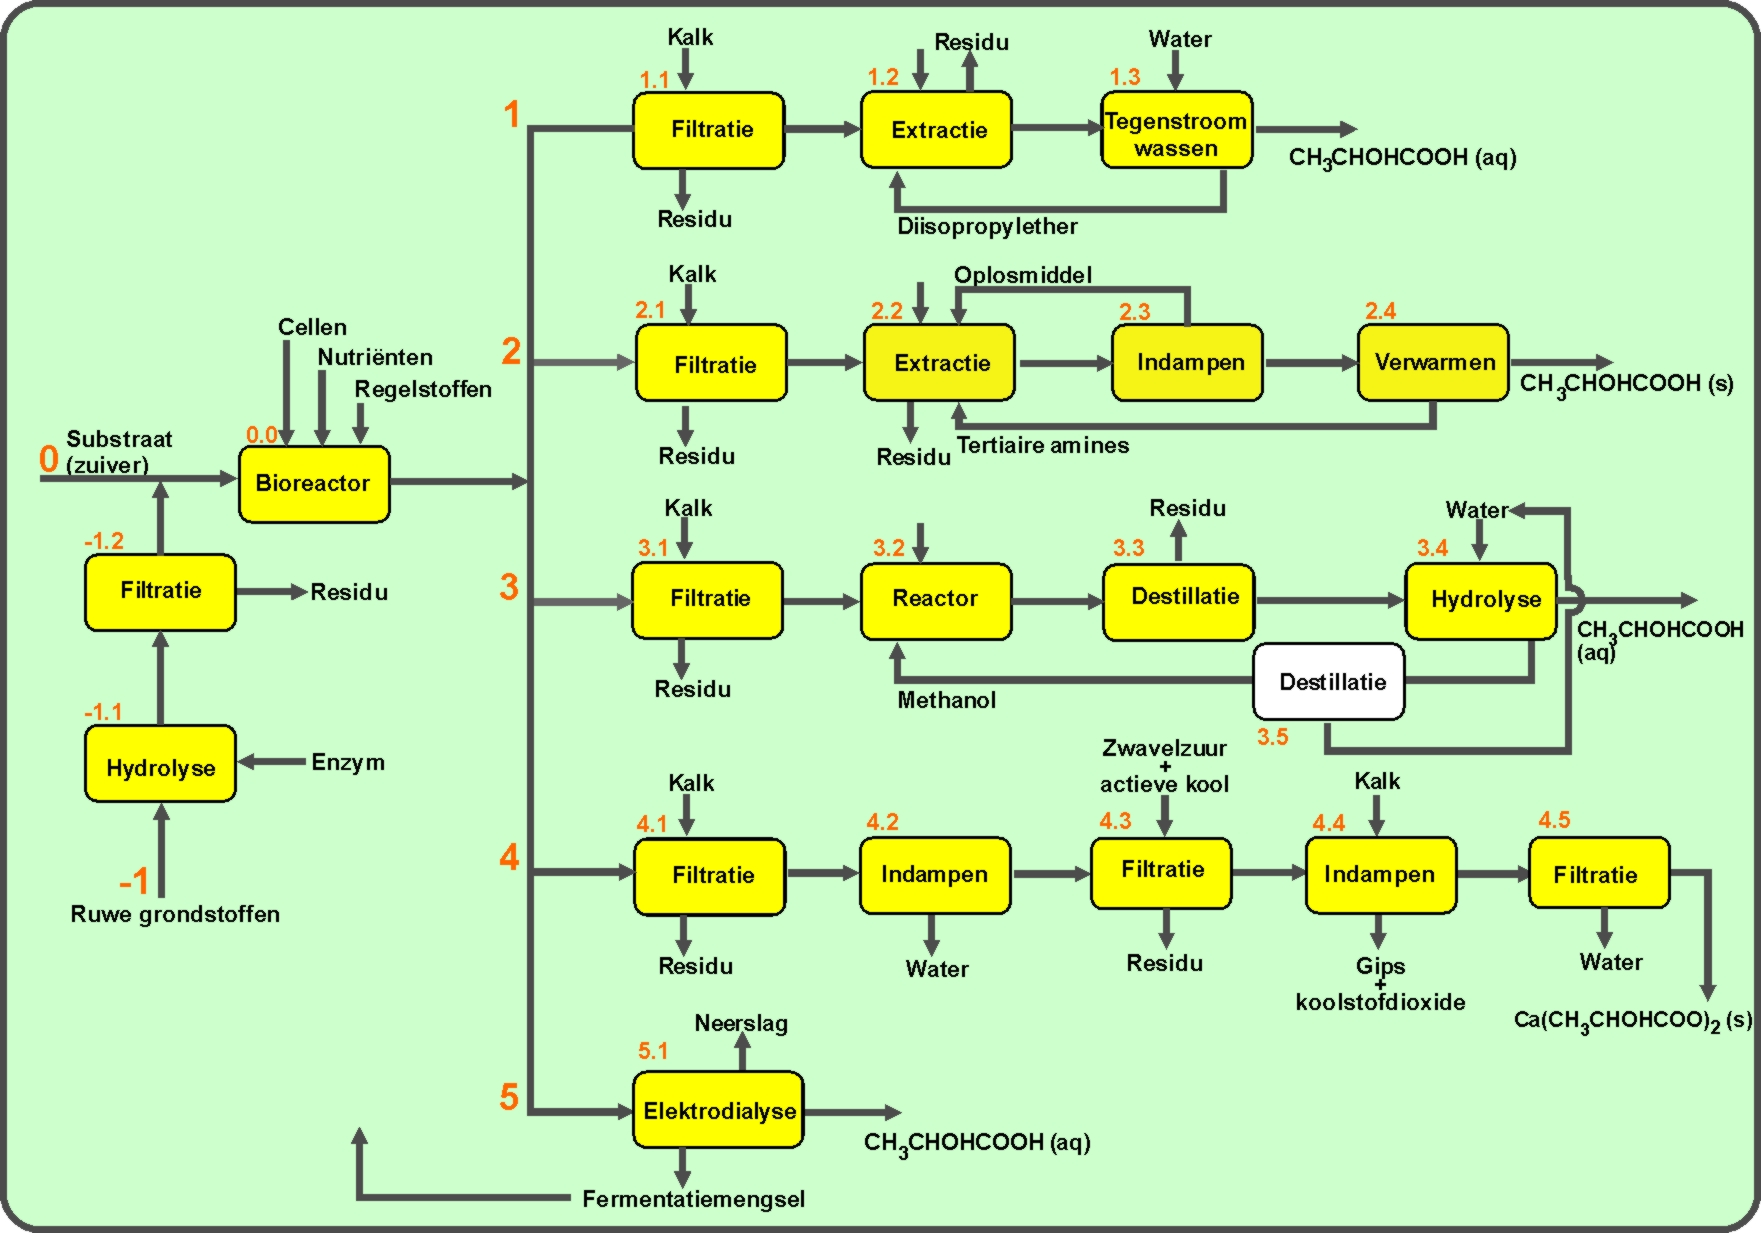 Kalk
1.1
Filtratie
Residu
1
1.2
Residu
Extractie
Water
1.3
Tegenstroom
wassen
CH3CHOHCOOH (aq)
Diisopropylether
Kalk
2.1
Filtratie
Residu
2
2.2
Oplosmiddel
Extractie
Residu
Tertiaire amines
2.3
Indampen
2.4
Verwarmen
CH3CHOHCOOH (s)
Cellen
Nutriënten
Regelstoffen
0.0
0
Substraat
(zuiver)
Bioreactor
-1.2
Filtratie
Residu
-1.1
Hydrolyse
Enzym
-1
Ruwe grondstoffen
Kalk
3.1
Filtratie
Residu
3
3.2
Reactor
Methanol
Residu
3.3
Destillatie
Water
3.4
Hydrolyse
CH3CHOHCOOH
(aq)
Destillatie
3.5
Kalk
4.1
Filtratie
Residu
4
4.2
Indampen
Water
Zwavelzuur
+
actieve kool
4.3
Filtratie
Residu
Kalk
4.4
Indampen
Gips
+
koolstofdioxide
4.5
Filtratie
Water
Ca(CH3CHOHCOO)2 (s)
Neerslag
5.1
5
Elektrodialyse
CH3CHOHCOOH (aq)
Fermentatiemengsel